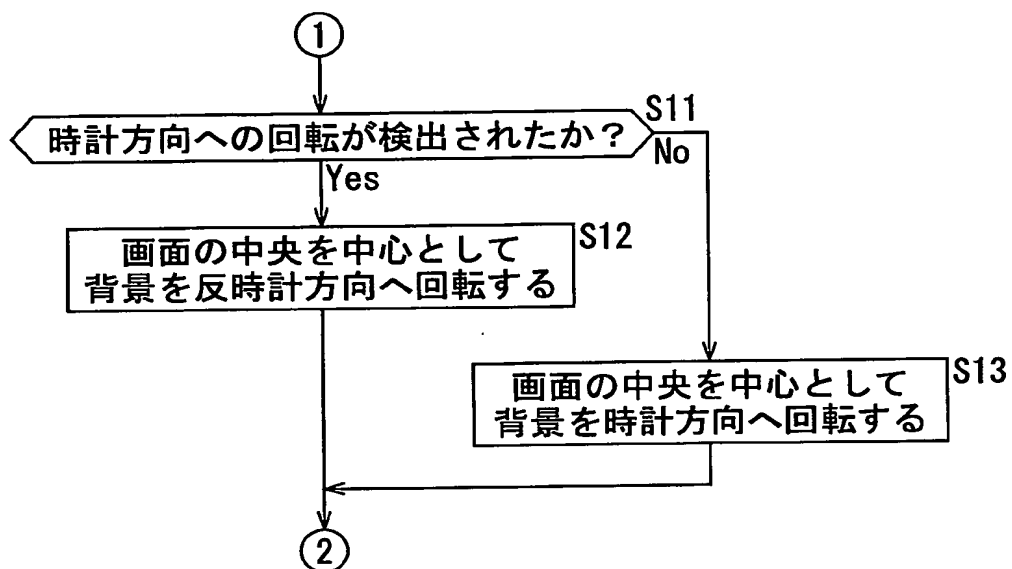 ①
時計方向への回転が検出されたか？
S11
No
Yes
画面の中央を中心として
背景を反時計方向へ回転する
S12
画面の中央を中心として
背景を時計方向へ回転する
S13
②